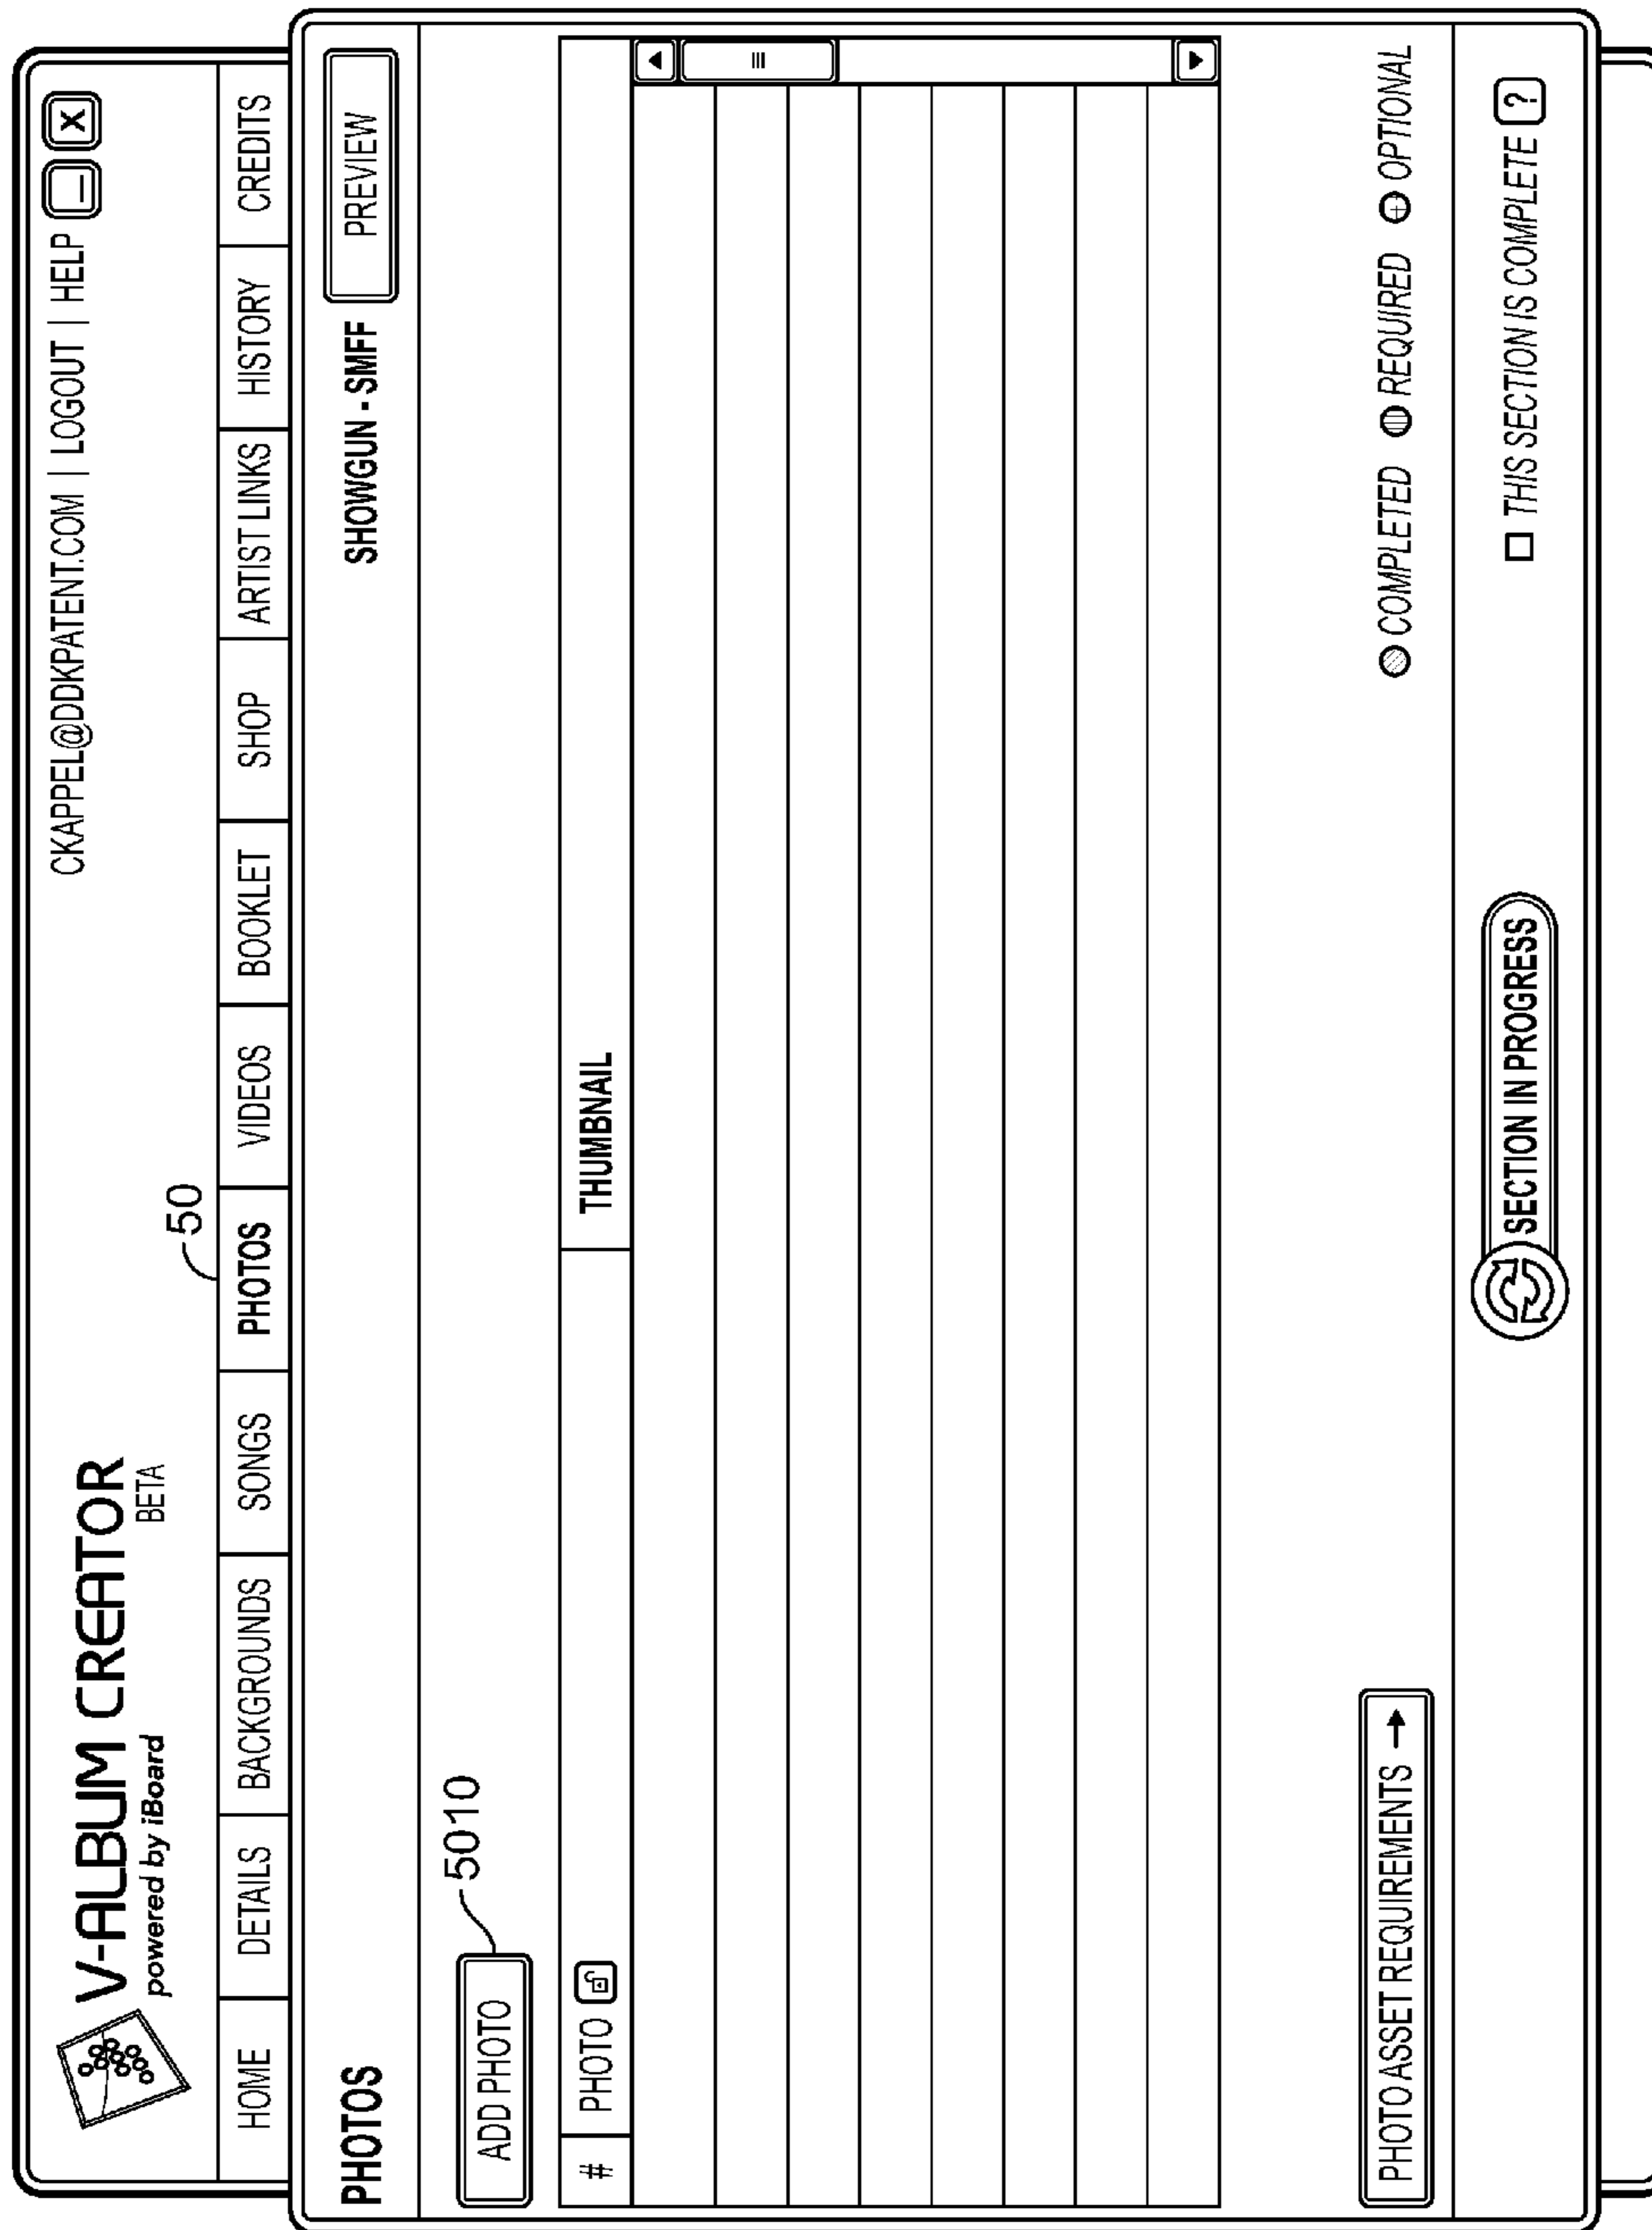 V-ALBUM CREATOR
powered by iBoard
BETA
CKAPPEL@DDKPATENT.COM | LOGOUT | HELP _ X
50
HOME DETAILS BACKGROUNDS SONGS PHOTOS VIDEOS BOOKLET SHOP ARTIST LINKS HISTORY CREDITS
PHOTOS SHOWGUN - SMFF PREVIEW
ADD PHOTO 5010
# PHOTO THUMBNAIL
PHOTO ASSET REQUIREMENTS → COMPLETED REQUIRED OPTIONAL
SECTION IN PROGRESS THIS SECTION IS COMPLETE ?